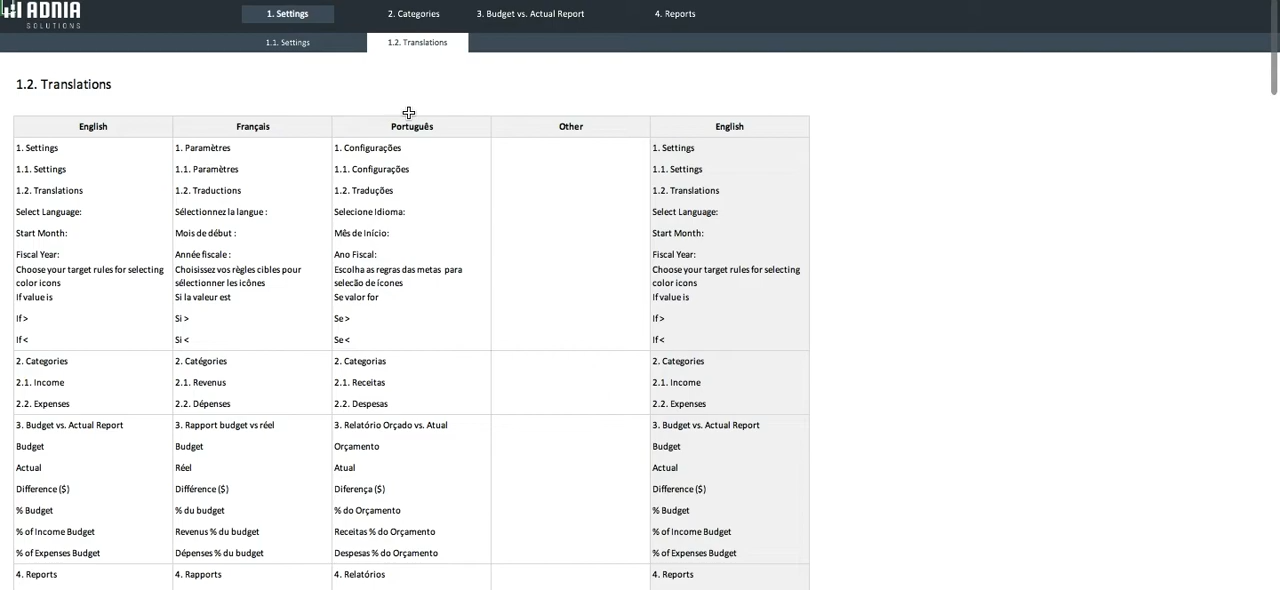 ADNIA
SOLUTIONS
1. Settings 2. Categories 3. Budget vs. Actual Report 4. Reports
1.1. Settings 1.2. Translations
1.2. Translations
English Français Português Other English
1. Settings 1. Paramètres 1. Configurações 1. Settings
1.1. Settings 1.1. Paramètres 1.1. Configurações 1.1. Settings
1.2. Translations 1.2. Traductions 1.2. Traduções 1.2. Translations
Select Language: Sélectionnez la langue : Selecione Idioma: Select Language:
Start Month: Mois de début : Mês de Início: Start Month:
Fiscal Year: Année fiscale : Ano Fiscal: Fiscal Year:
Choose your target rules for selecting Choisissez vos règles cibles pour Escolha as regras das metas para Choose your target rules for selecting
color icons sélectionner les icônes selecão de ícones color icons
If value is Si la valeur est Se valor for If value is
If > Si > Se > If >
If < Si < Se < If <
2. Categories 2. Catégories 2. Categorias 2. Categories
2.1. Income 2.1. Revenus 2.1. Receitas 2.1. Income
2.2. Expenses 2.2. Dépenses 2.2. Despesas 2.2. Expenses
3. Budget vs. Actual Report 3. Rapport budget vs réel 3. Relatório Orçado vs. Atual 3. Budget vs. Actual Report
Budget Budget Orçamento Budget
Actual Réel Atual Actual
Difference ($) Différence ($) Diferença ($) Difference ($)
% Budget % du budget % do Orçamento % Budget
% of Income Budget Revenus % du budget Receitas % do Orçamento % of Income Budget
% of Expenses Budget Dépenses % du budget Despesas % do Orçamento % of Expenses Budget
4. Reports 4. Rapports 4. Relatórios 4. Reports